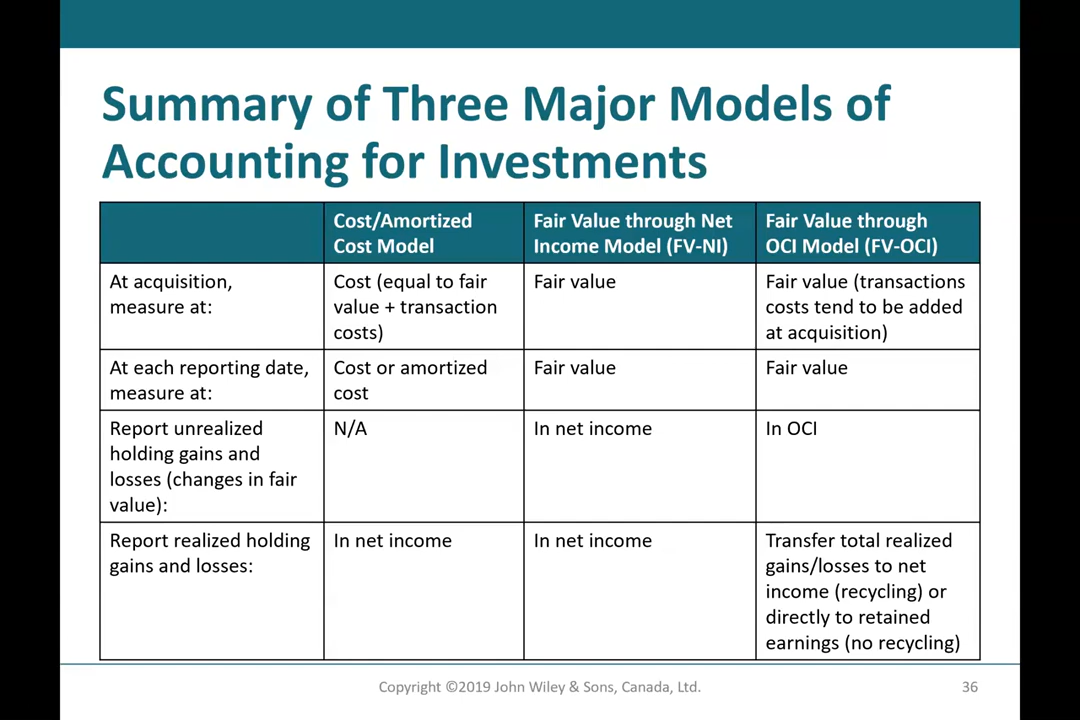 Summary of Three Major Models of
Accounting for Investments
Cost/Amortized
Cost Model
Fair Value through Net
Income Model (FV-NI)
Fair Value through
OCI Model (FV-OCI)
At acquisition,
measure at:
Cost (equal to fair
value + transaction
costs)
Fair value
Fair value (transactions
costs tend to be added
at acquisition)
At each reporting date,
measure at:
Cost or amortized
cost
Fair value
Fair value
Report unrealized
holding gains and
losses (changes in fair
value):
N/A
In net income
In OCI
Report realized holding
gains and losses:
In net income
In net income
Transfer total realized
gains/losses to net
income (recycling) or
directly to retained
earnings (no recycling)
Copyright ©2019 John Wiley & Sons, Canada, Ltd.
36